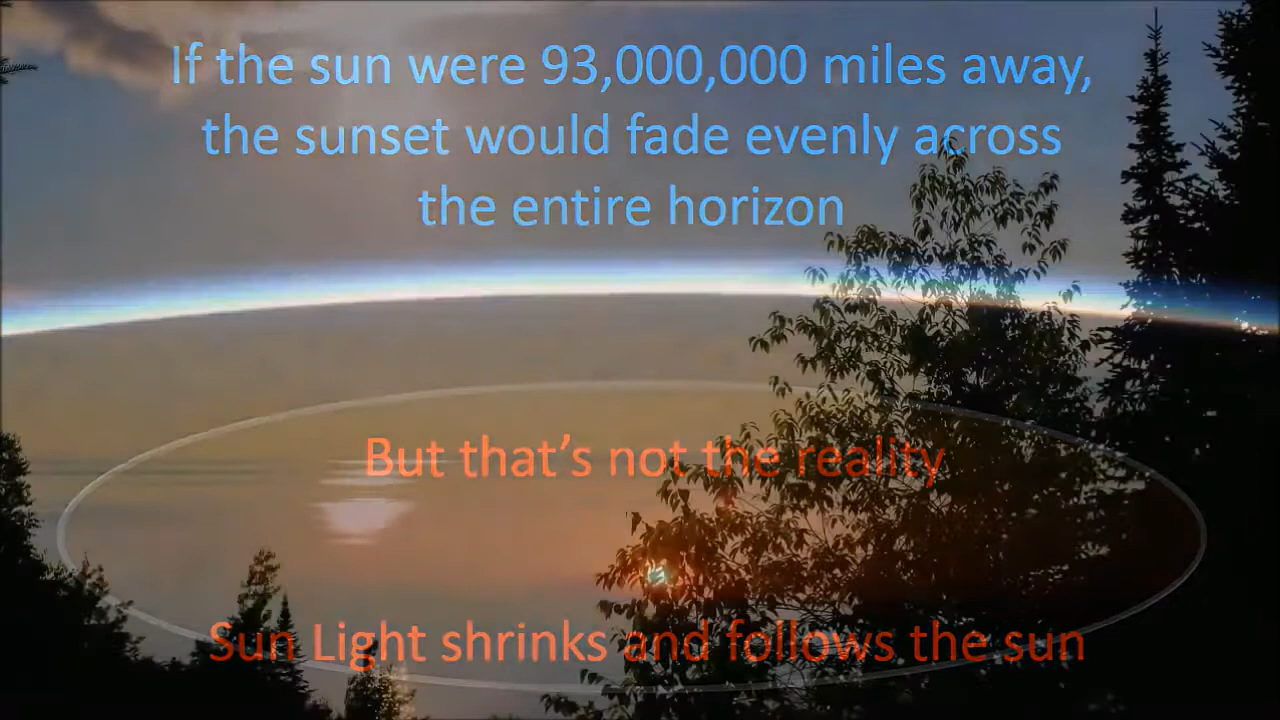 If the sun were 93,000,000 miles away,
the sunset would fade evenly across
the entire horizon
But that’s not the reality
Sun Light shrinks and follows the sun